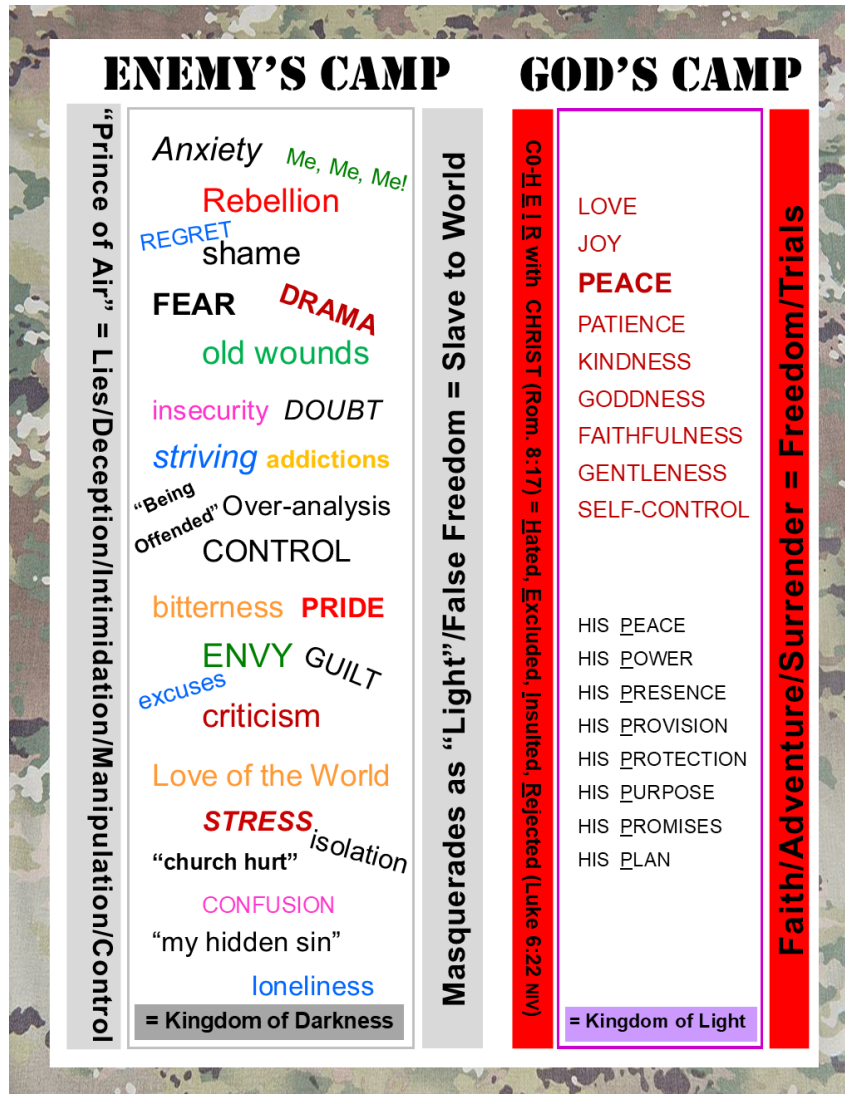 ENEMY'S CAMP
"Prince of Air" = Lies/Deception/Intimidation/Manipulation/Control
Anxiety
Me, Me, Me!
Rebellion
REGRET
shame
FEAR
DRAMA
old wounds
insecurity
DOUBT
striving
addictions
"Being
Offended"
Over-analysis
CONTROL
bitterness
PRIDE
ENVY
GUILT
excuses
criticism
Love of the World
STRESS
isolation
"church hurt"
CONFUSION
"my hidden sin"
loneliness
= Kingdom of Darkness
Masquerades as "Light"/False Freedom = Slave to World
GOD'S CAMP
C0-H E I R with CHRIST (Rom. 8:17) = Hated, Excluded, Insulted, Rejected (Luke 6:22 NIV)
LOVE
JOY
PEACE
PATIENCE
KINDNESS
GODDNESS
FAITHFULNESS
GENTLENESS
SELF-CONTROL
HIS PEACE
HIS POWER
HIS PRESENCE
HIS PROVISION
HIS PROTECTION
HIS PURPOSE
HIS PROMISES
HIS PLAN
= Kingdom of Light
Faith/Adventure/Surrender = Freedom/Trials